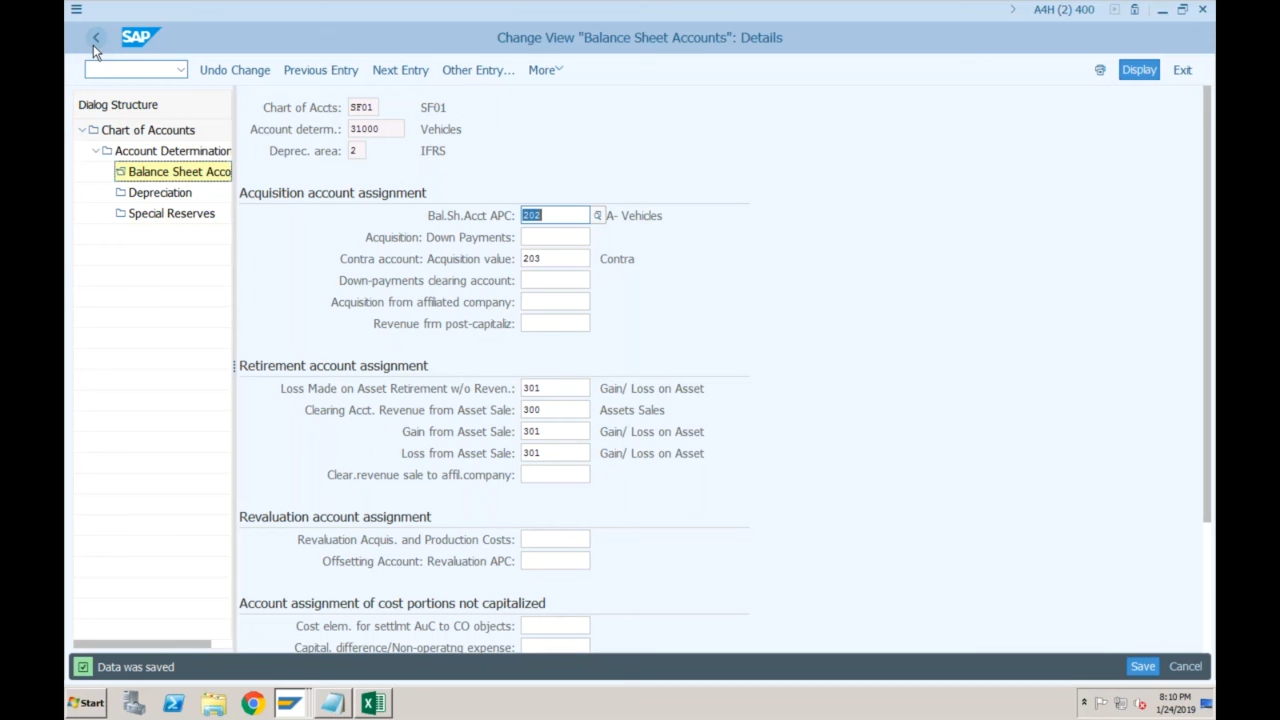 A4H (2) 400
SAP
Change View "Balance Sheet Accounts": Details
Undo Change Previous Entry Next Entry Other Entry... More Display Exit
Dialog Structure
Chart of Accounts
Account Determination
Balance Sheet Acco
Depreciation
Special Reserves
Chart of Accts: SF01 SF01
Account determ.: 31000 Vehicles
Deprec. area: 2 IFRS
Acquisition account assignment
Bal.Sh.Acct APC: 202 A- Vehicles
Acquisition: Down Payments:
Contra account: Acquisition value: 203 Contra
Down-payments clearing account:
Acquisition from affiliated company:
Revenue frm post-capitaliz:
Retirement account assignment
Loss Made on Asset Retirement w/o Reven.: 301 Gain/ Loss on Asset
Clearing Acct. Revenue from Asset Sale: 300 Assets Sales
Gain from Asset Sale: 301 Gain/ Loss on Asset
Loss from Asset Sale: 301 Gain/ Loss on Asset
Clear.revenue sale to affil.company:
Revaluation account assignment
Revaluation Acquis. and Production Costs:
Offsetting Account: Revaluation APC:
Account assignment of cost portions not capitalized
Cost elem. for settlmt AuC to CO objects:
Capital. difference/Non-operatng expense:
Data was saved Save Cancel
Start 8:10 PM
1/24/2019